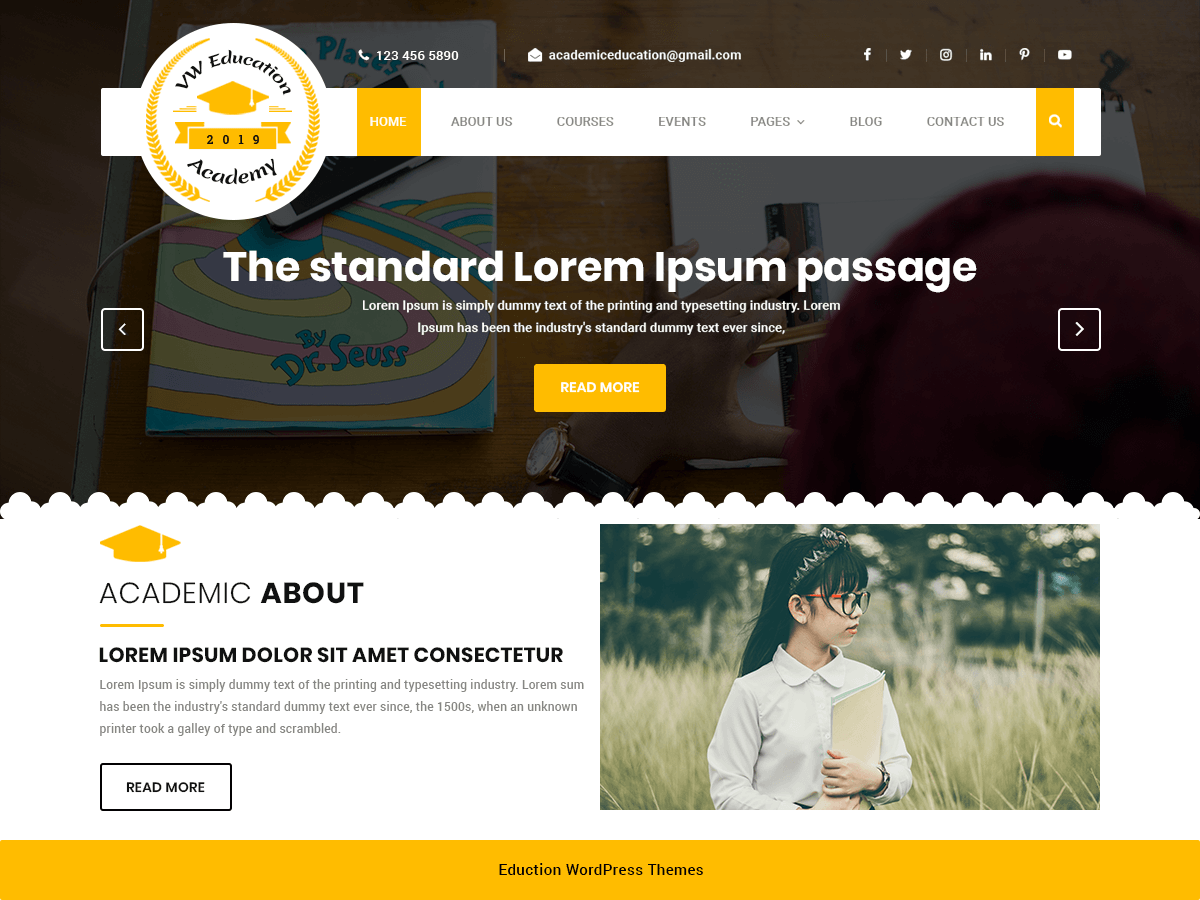 VW Education
2019
Academy
123 456 5890
academiceducation@gmail.com
HOME
ABOUT US
COURSES
EVENTS
PAGES
BLOG
CONTACT US
The standard Lorem Ipsum passage
Lorem Ipsum is simply dummy text of the printing and typesetting industry. Lorem
Ipsum has been the industry's standard dummy text ever since,
By
Dr. Seuss
READ MORE
ACADEMIC ABOUT
LOREM IPSUM DOLOR SIT AMET CONSECTETUR
Lorem Ipsum is simply dummy text of the printing and typesetting industry. Lorem sum
has been the industry's standard dummy text ever since, the 1500s, when an unknown
printer took a galley of type and scrambled.
READ MORE
Eduction WordPress Themes